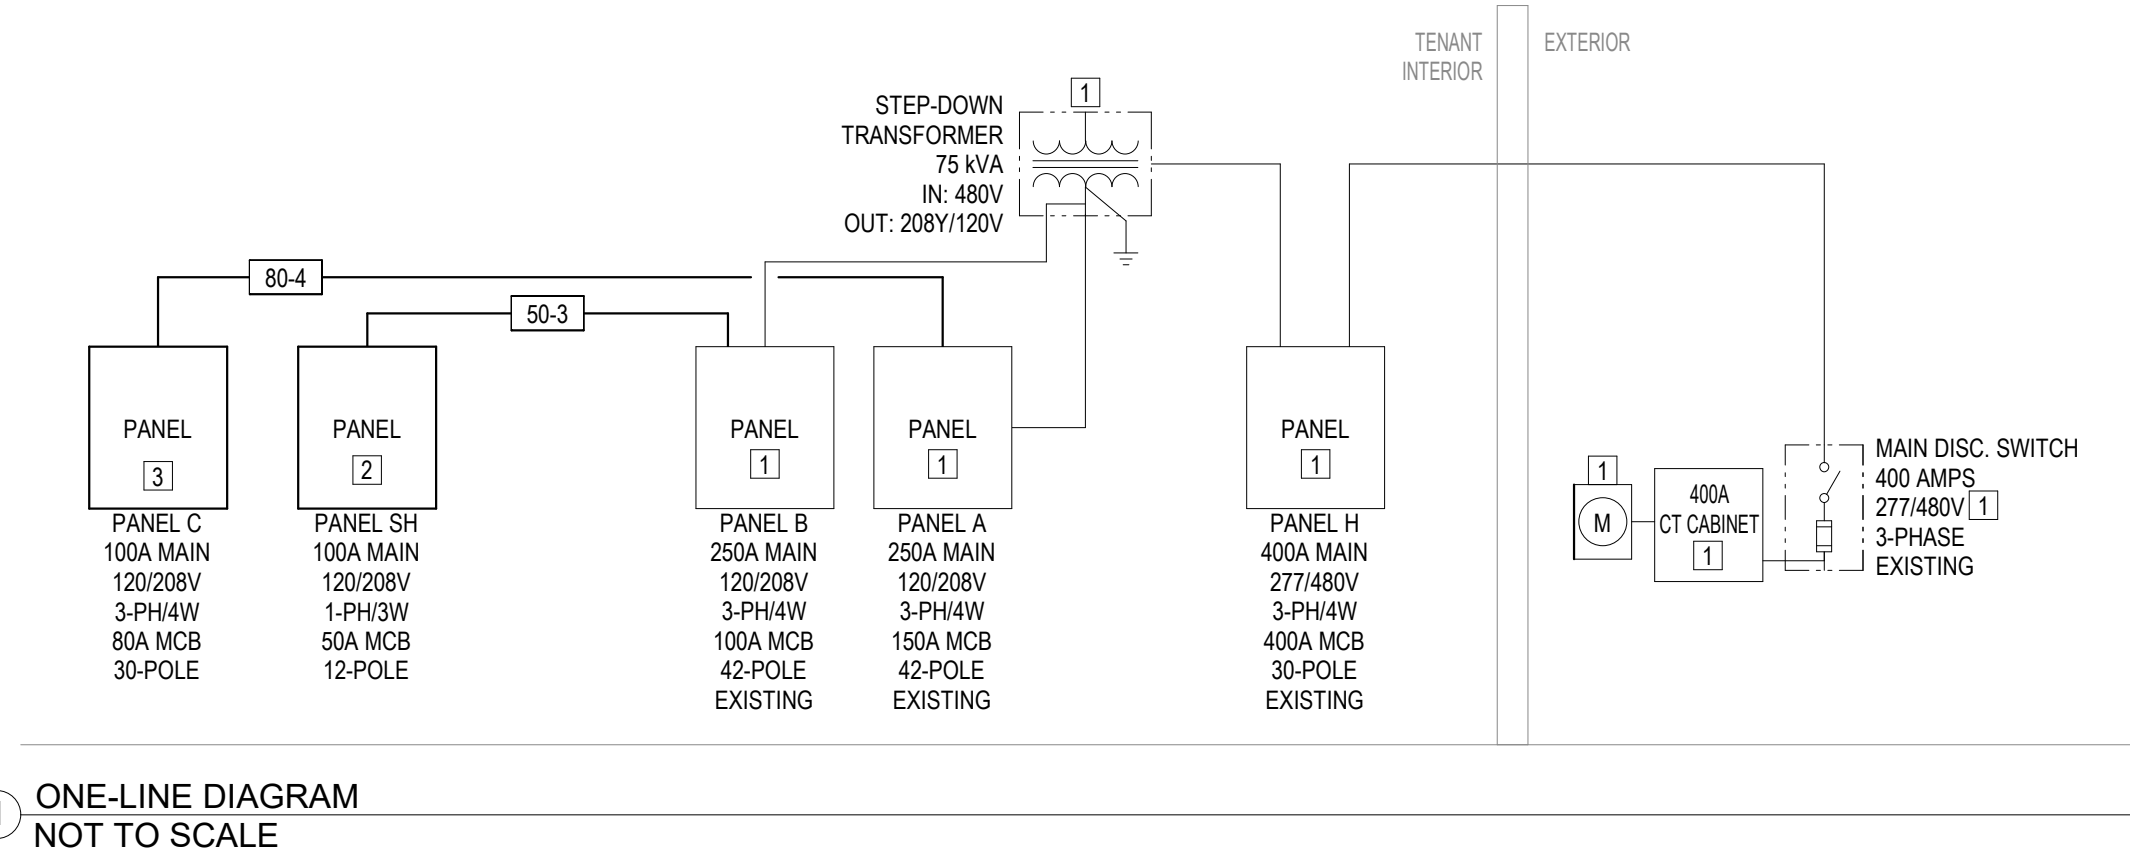 TENANT
INTERIOR
EXTERIOR
1
STEP-DOWN
TRANSFORMER
75 kVA
IN: 480V
OUT: 208Y/120V
80-4
50-3
PANEL
3
PANEL C
100A MAIN
120/208V
3-PH/4W
80A MCB
30-POLE
PANEL
2
PANEL SH
100A MAIN
120/208V
1-PH/3W
50A MCB
12-POLE
PANEL
1
PANEL B
250A MAIN
120/208V
3-PH/4W
100A MCB
42-POLE
EXISTING
PANEL
1
PANEL A
250A MAIN
120/208V
3-PH/4W
150A MCB
42-POLE
EXISTING
PANEL
1
PANEL H
400A MAIN
277/480V
3-PH/4W
400A MCB
30-POLE
EXISTING
1
M
400A
CT CABINET
1
MAIN DISC. SWITCH
400 AMPS
277/480V 1
3-PHASE
EXISTING
ONE-LINE DIAGRAM
NOT TO SCALE